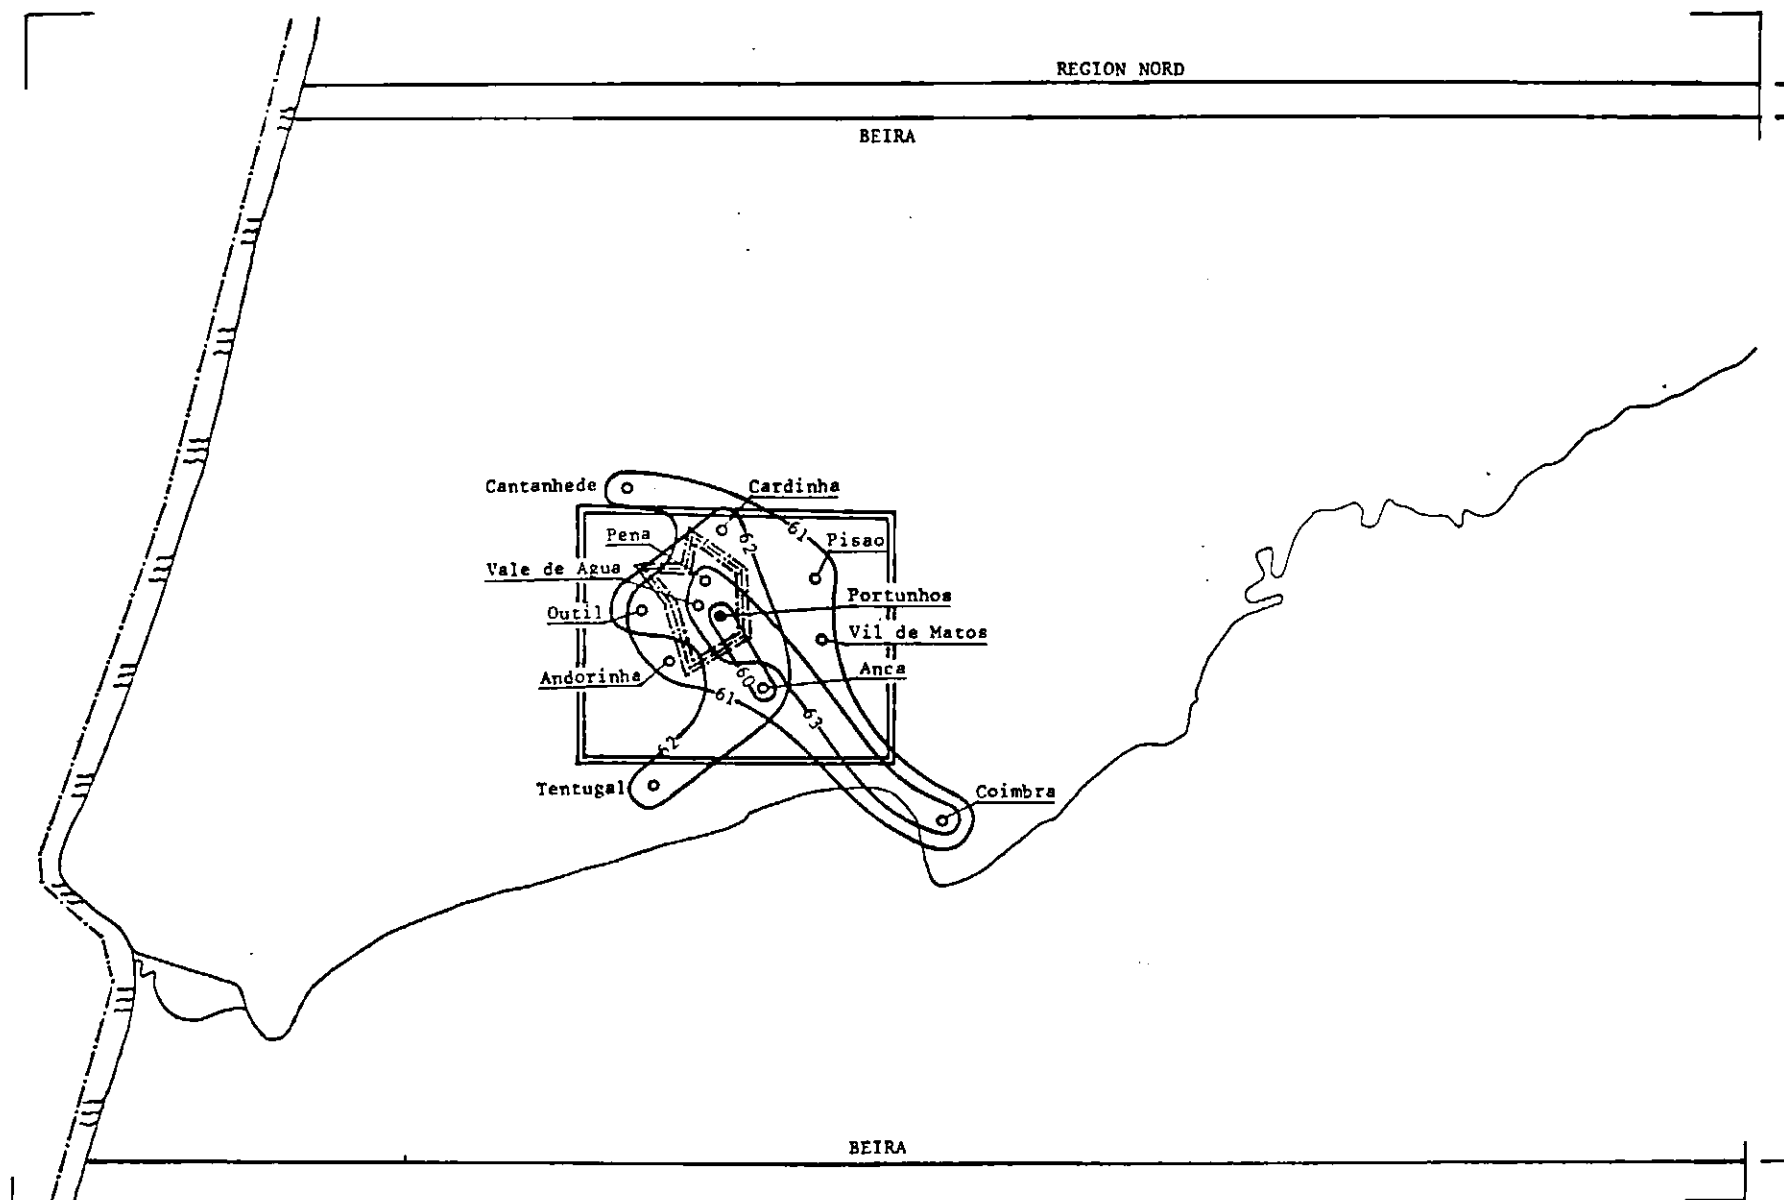 REGION NORD
BEIRA
Cantanhede
Cardinha
61
62
Pena
Pisao
Vale de Agua
Portunhos
Outil
Vil de Matos
Andorinha
60
Anca
61
63
62
Tentugal
Coimbra
BEIRA